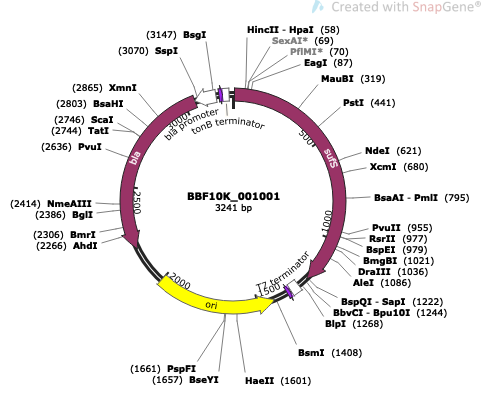 Created with SnapGene®
(3147) BsgI
(3070) SspI
HincII - HpaI (58)
SexAI* (69)
PflMI* (70)
EagI (87)
MauBI (319)
PstI (441)
NdeI (621)
XcmI (680)
BsaAI - PmlI (795)
PvuII (955)
RsrII (977)
BspEI (979)
BmgBI (1021)
DraIII (1036)
AleI (1086)
BspQI - SapI (1222)
BbvCI - Bpu10I (1244)
BlpI (1268)
BsmI (1408)
HaeII (1601)
(1657) BseYI
(1661) PspFI
(2266) AhdI
(2306) BmrI
(2386) BglI
(2414) NmeAIII
(2636) PvuI
(2744) TatI
(2746) ScaI
(2803) BsaHI
(2865) XmnI
bla promoter
tonB terminator
bla
sufS
T7 terminator
ori
500
1000
1500
2000
2500
3000
BBF10K_001001
3241 bp